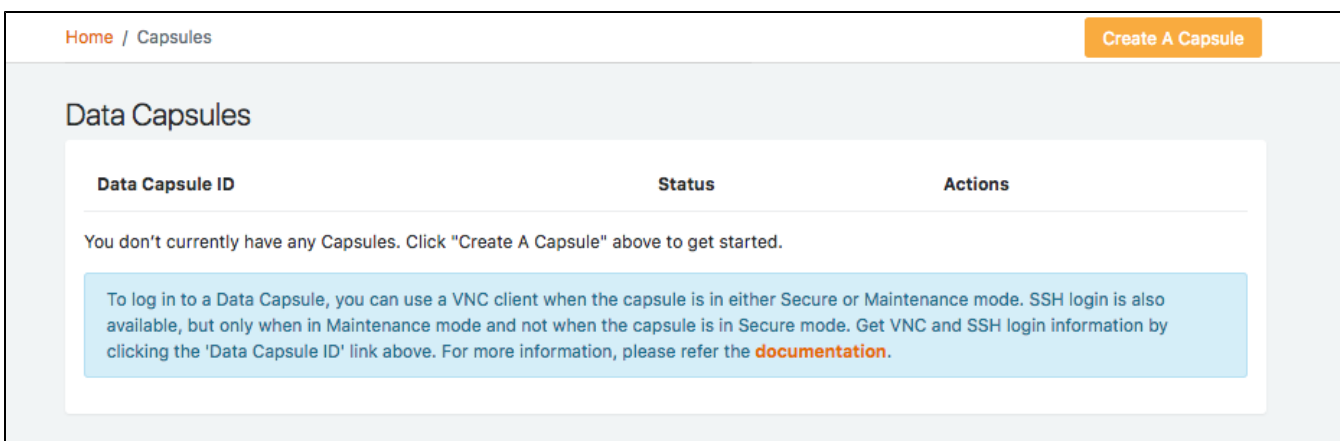 Home / Capsules
Create A Capsule
Data Capsules
Data Capsule ID Status Actions
You don’t currently have any Capsules. Click "Create A Capsule" above to get started.
To log in to a Data Capsule, you can use a VNC client when the capsule is in either Secure or Maintenance mode. SSH login is also
available, but only when in Maintenance mode and not when the capsule is in Secure mode. Get VNC and SSH login information by
clicking the 'Data Capsule ID' link above. For more information, please refer the documentation.